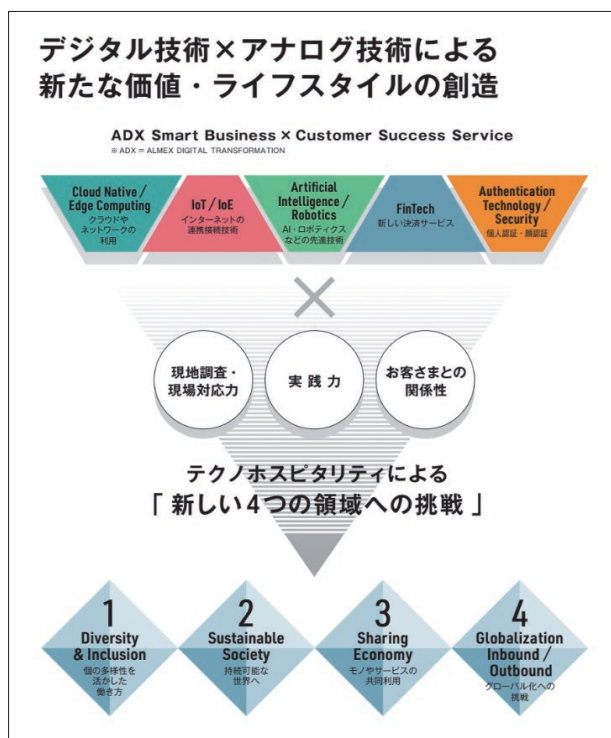 デジタル技術×アナログ技術による
新たな価値・ライフスタイルの創造
ADX Smart Business × Customer Success Service
※ ADX = ALMEX DIGITAL TRANSFORMATION
Cloud Native /
Edge Computing
クラウドや
ネットワークの
利用
IoT / IoE
インターネットの
連携接続技術
Artificial
Intelligence /
Robotics
AI・ロボティクス
などの先進技術
FinTech
新しい決済サービス
Authentication
Technology /
Security
個人認証・顔認証
×
現地調査・
現場対応力
実践力
お客さまとの
関係性
テクノホスピタリティによる
「新しい4つの領域への挑戦」
1
Diversity
& Inclusion
個の多様性を
活かした
働き方
2
Sustainable
Society
持続可能な
世界へ
3
Sharing
Economy
モノやサービスの
共同利用
4
Globalization
Inbound /
Outbound
グローバル化への
挑戦